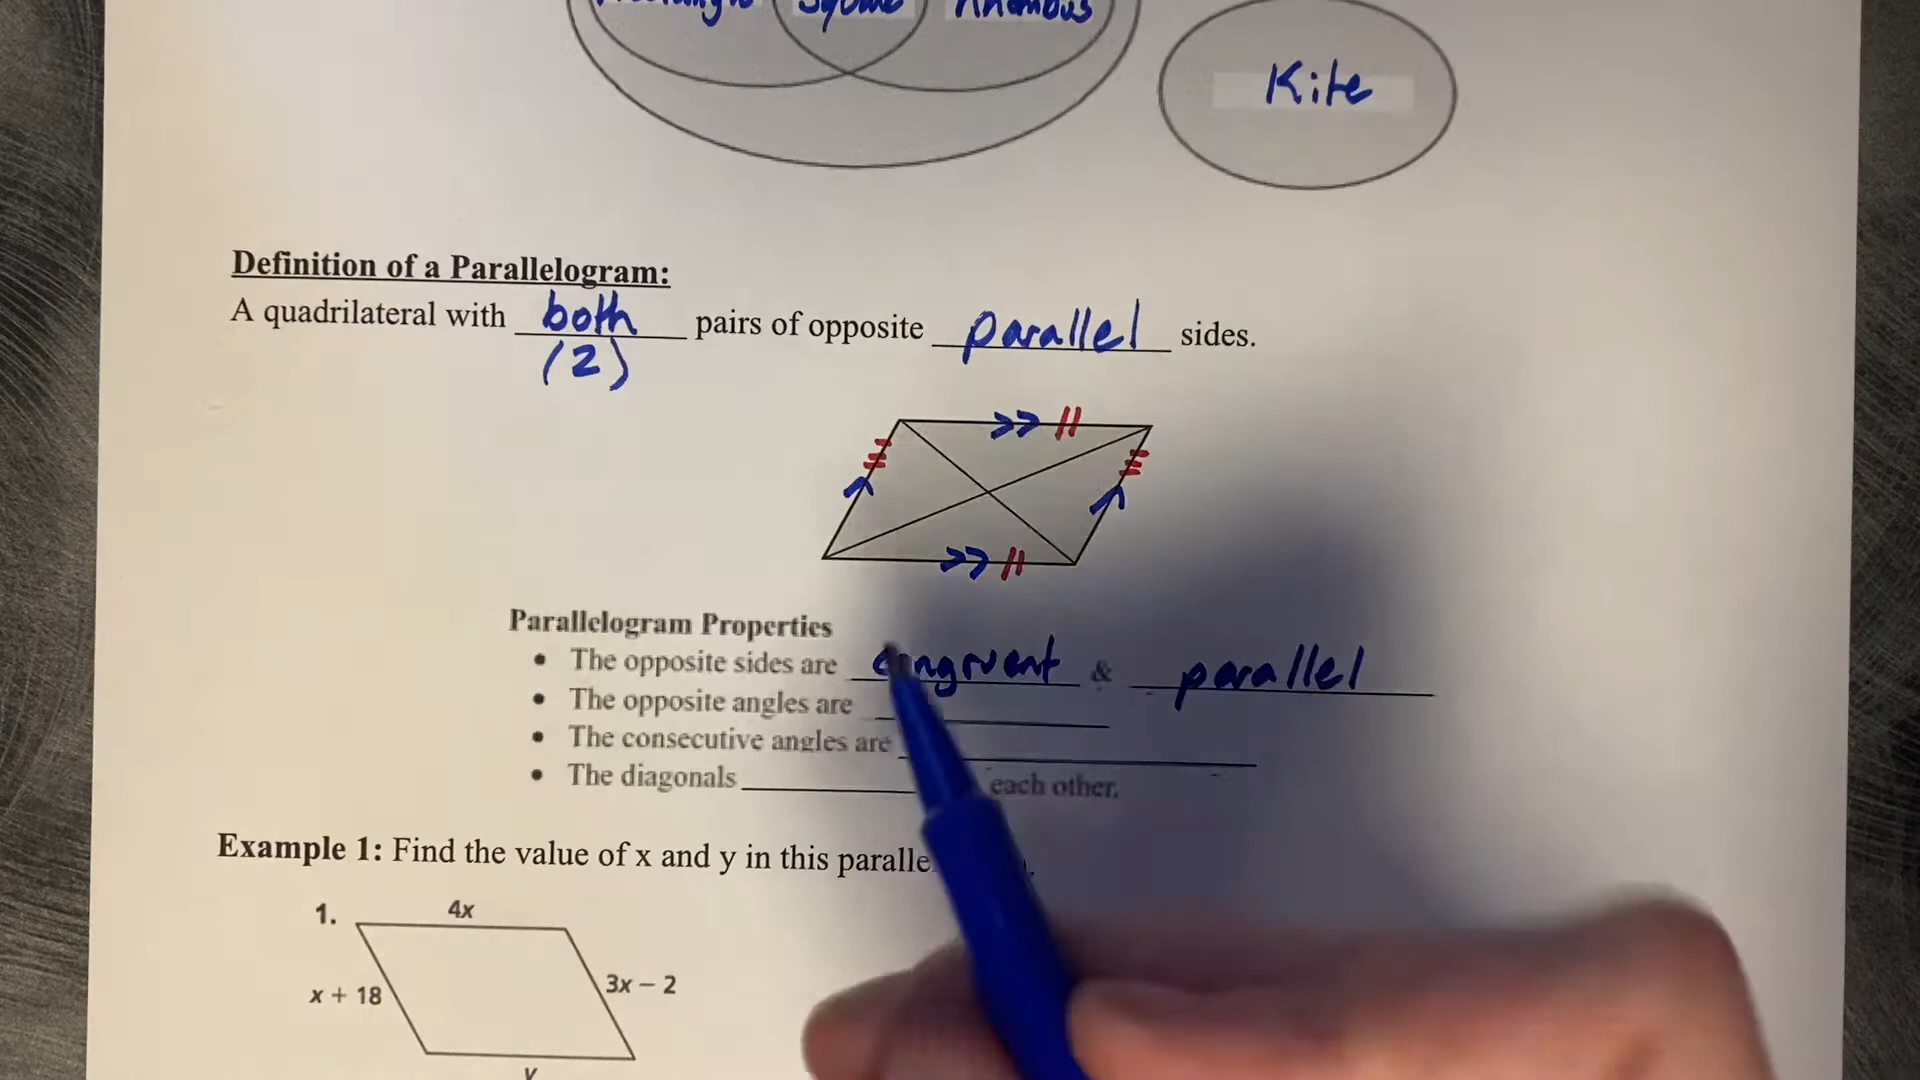 Kite
Definition of a Parallelogram:
A quadrilateral with both pairs of opposite parallel sides.
(2)
Parallelogram Properties
• The opposite sides are congruent & parallel
• The opposite angles are
• The consecutive angles are
• The diagonals each other.
Example 1: Find the value of x and y in this
1.
4x
x + 18
3x – 2